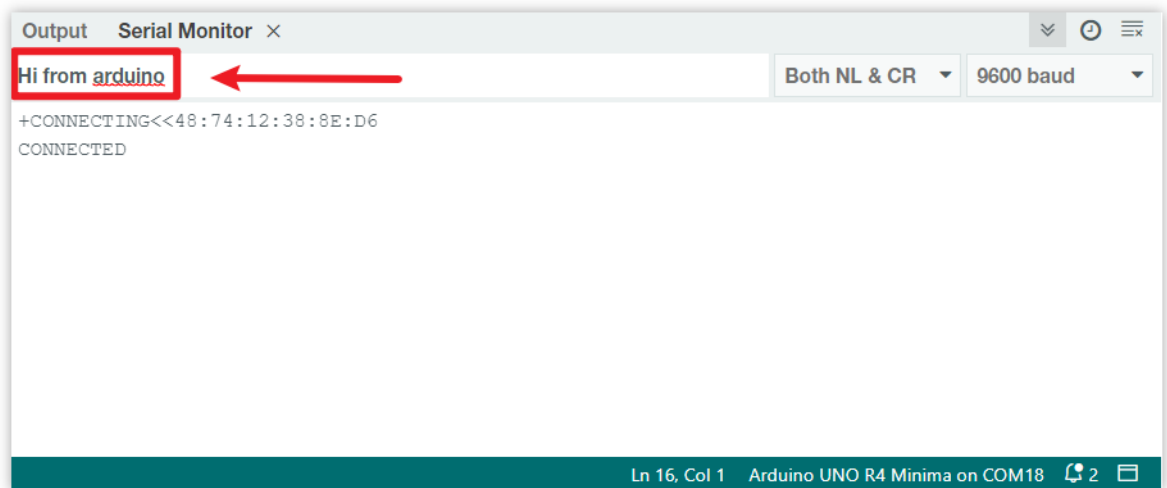 Output Serial Monitor
Hi from arduino Both NL & CR 9600 baud
+CONNECTING<<48:74:12:38:8E:D6
CONNECTED
Ln 16, Col 1 Arduino UNO R4 Minima on COM18 2